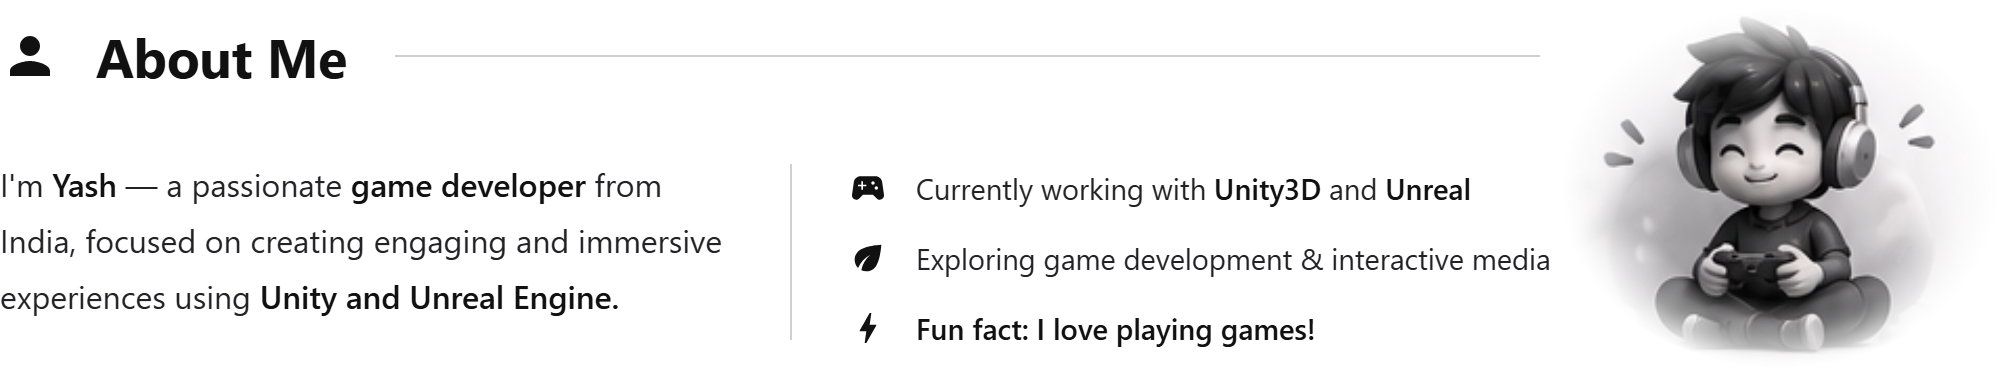 About Me
I'm Yash — a passionate game developer from
India, focused on creating engaging and immersive
experiences using Unity and Unreal Engine.
Currently working with Unity3D and Unreal
Exploring game development & interactive media
Fun fact: I love playing games!